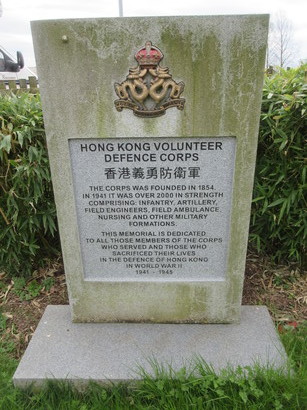 HONG KONG VOLUNTEER
DEFENCE CORPS
香港義勇防衛軍
THE CORPS WAS FOUNDED IN 1854.
IN 1941 IT WAS OVER 2000 IN STRENGTH
COMPRISING: INFANTRY, ARTILLERY,
FIELD ENGINEERS, FIELD AMBULANCE,
NURSING AND OTHER MILITARY
FORMATIONS.
THIS MEMORIAL IS DEDICATED
TO ALL THOSE MEMBERS OF THE CORPS
WHO SERVED AND THOSE WHO
SACRIFICED THEIR LIVES
IN THE DEFENCE OF HONG KONG
IN WORLD WAR II
1941 - 1945